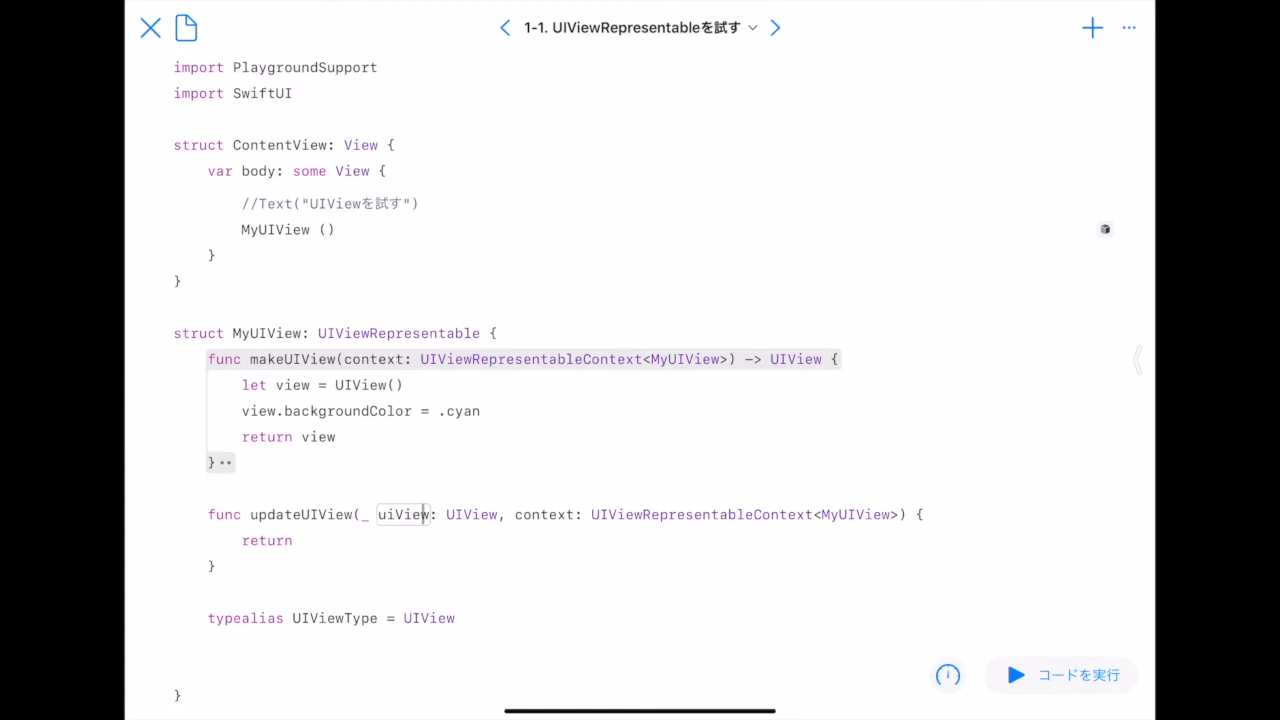 1-1. UIViewRepresentableを試す
import PlaygroundSupport
import SwiftUI
struct ContentView: View {
var body: some View {
//Text("UIViewを試す")
MyUIView ()
}
}
struct MyUIView: UIViewRepresentable {
func makeUIView(context: UIViewRepresentableContext<MyUIView>) -> UIView {
let view = UIView()
view.backgroundColor = .cyan
return view
}
func updateUIView(_ uiView: UIView, context: UIViewRepresentableContext<MyUIView>) {
return
}
typealias UIViewType = UIView
コードを実行
}